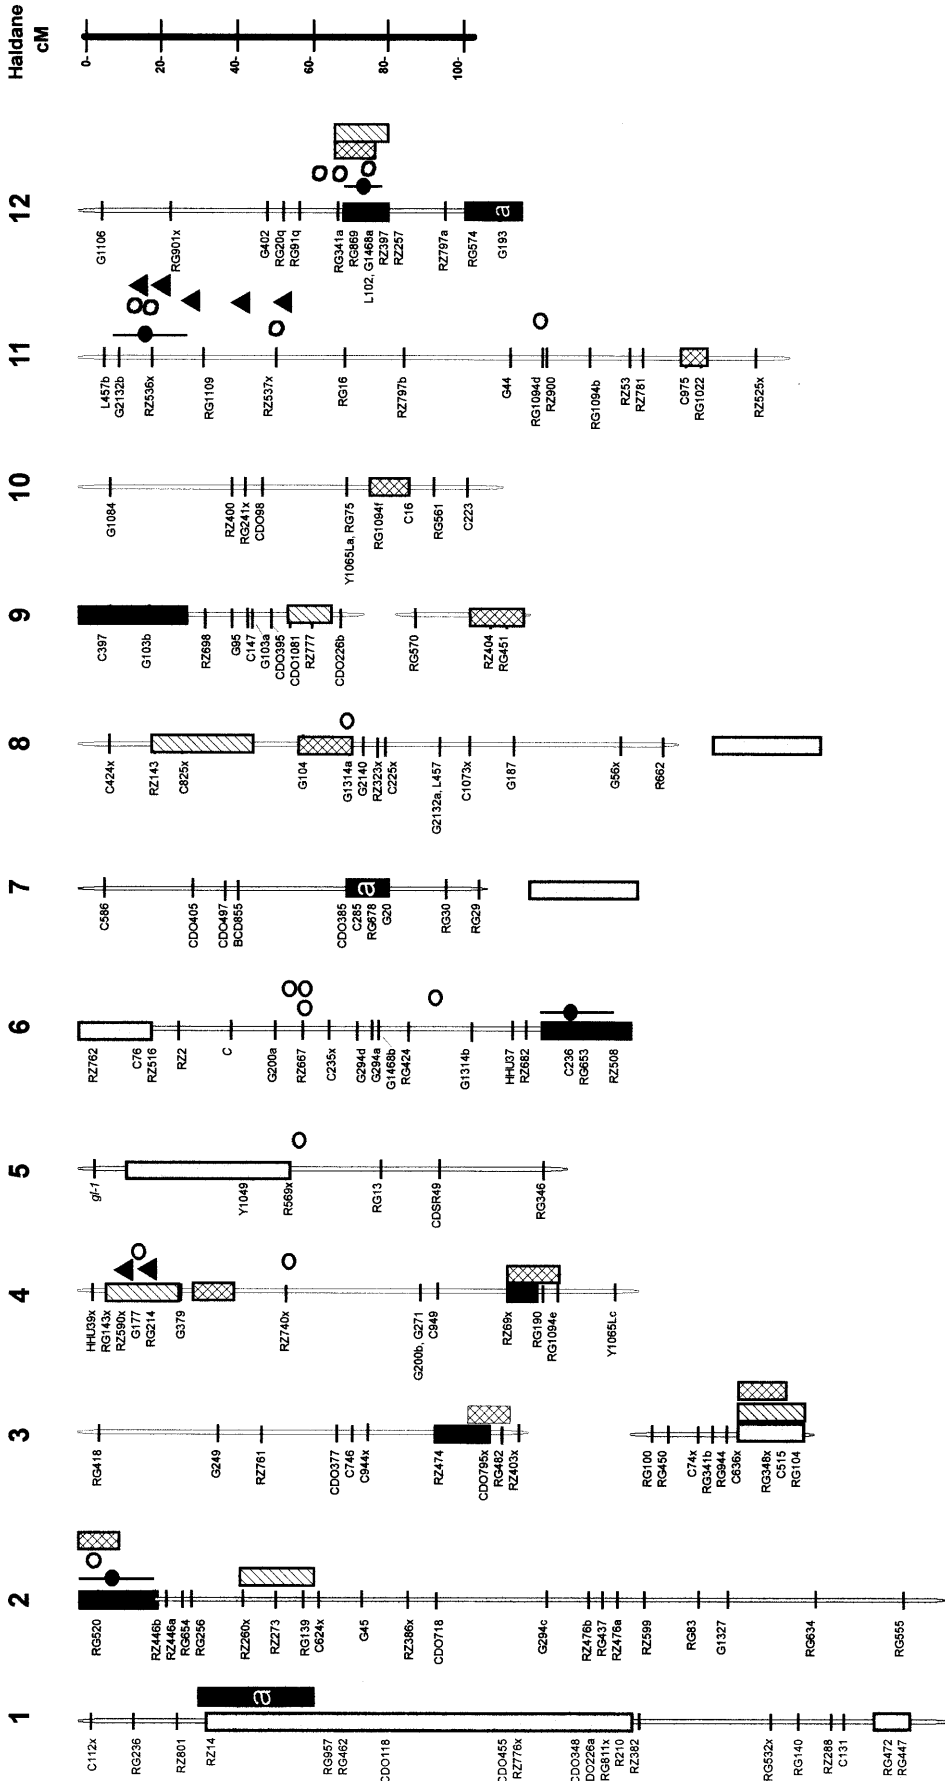 Haldane
cM
0-
20-
40-
60-
80-
100-
12
G1106
RG901x
G402
RG20q
RG91q
RG341a
RG869
L102, G1468a
RZ397
RZ257
RZ797a
RG574
G193
a
11
L457b
G2132b
RZ536x
RG1109
RZ537x
RG16
RZ797b
G44
RG1094d
RZ900
RG1094b
RZ53
RZ781
C975
RG1022
RZ525x
10
G1084
RZ400
RG241x
CDO98
Y1065La, RG75
RG1094f
C16
RG561
C223
9
C397
G103b
RZ698
G95
C147
G103a
CDO395
CDO1081
RZ777
CDO226b
RG570
RZ404
RG451
8
C424x
RZ143
C825x
G104
G1314a
G2140
RZ323x
C225x
G2132a, L457
C1073x
G187
G56x
R662
7
C586
CDO405
CDO497
BCD855
a
CDO385
C285
RG678
G20
RG30
RG29
6
RZ762
C76
RZ516
RZ2
C
G200a
RZ667
C235x
G294d
G294a
G1468b
RG424
G1314b
HHU37
RZ682
C236
RG653
RZ508
5
gl-1
Y1049
R569x
RG13
CDSR49
RG346
4
HHU39x
RG143x
RZ590x
G177
RG214
G379
RZ740x
G200b, G271
C949
RZ69x
RG190
RG1094e
Y1065Lc
3
RG418
G249
RZ761
CDO377
C746
C944x
RZ474
CDO795x
RG482
RZ403x
RG100
RG450
C74x
RG341b
RG944
C636x
RG348x
C515
RG104
2
RG520
RZ446b
RZ446a
RG654
RG256
RZ260x
RZ273
RG139
C624x
G45
RZ386x
CDO718
G294c
RZ476b
RG437
RZ476a
RZ599
RG83
G1327
RG634
RG555
1
a
C112x
RG236
RZ801
RZ14
RG957
RG462
CDO118
CDO455
RZ776x
CDO348
DO226a
RG811x
R210
RZ382
RG532x
RG140
RZ288
C131
RG472
RG447